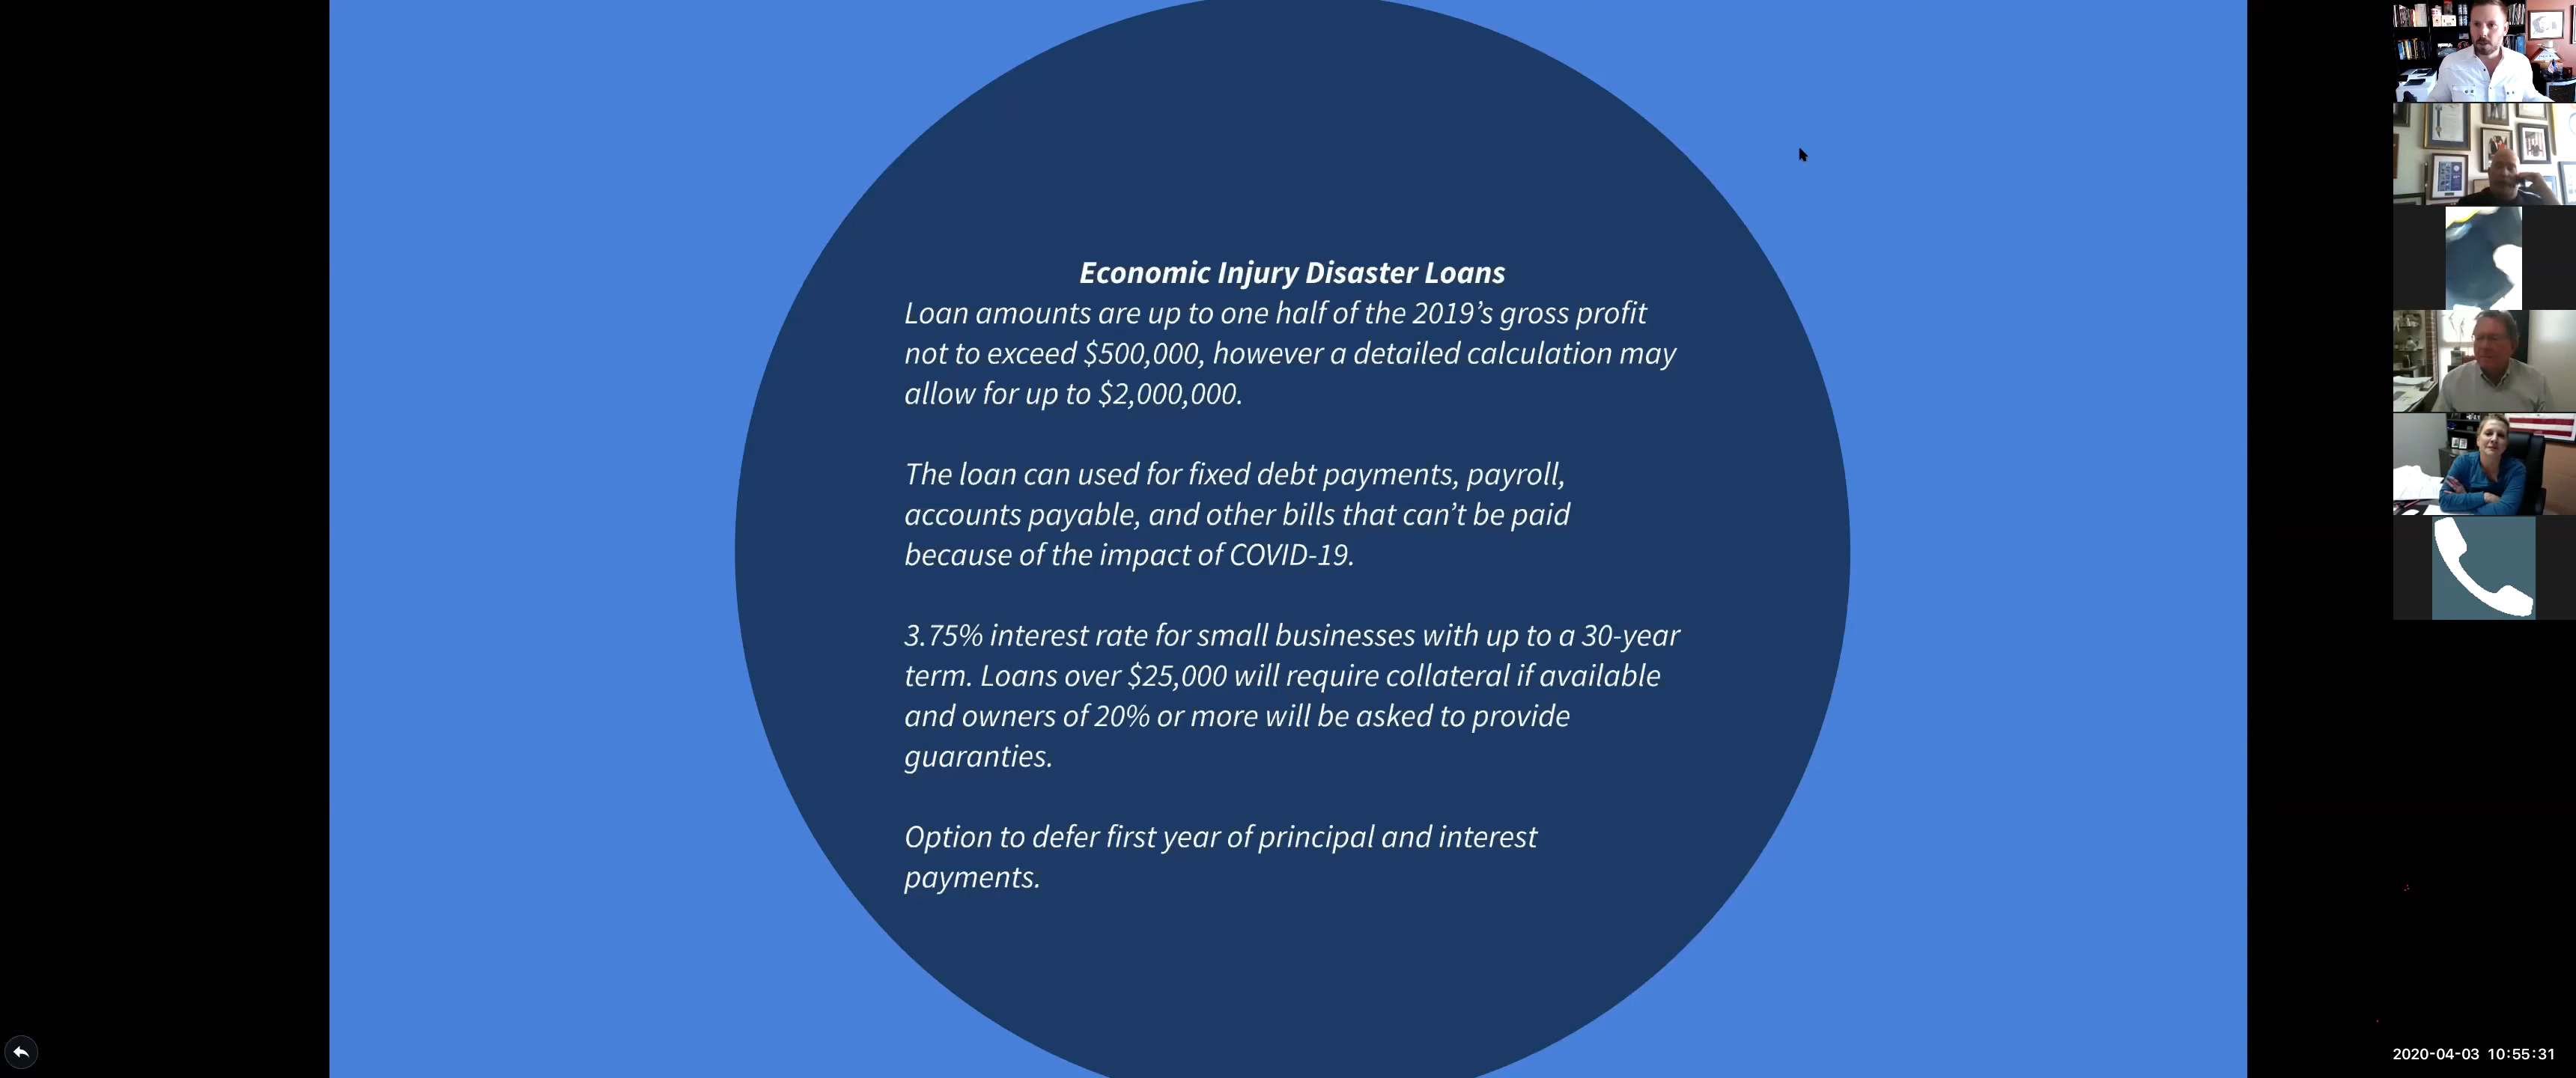 Economic Injury Disaster Loans
Loan amounts are up to one half of the 2019’s gross profit
not to exceed $500,000, however a detailed calculation may
allow for up to $2,000,000.
The loan can used for fixed debt payments, payroll,
accounts payable, and other bills that can’t be paid
because of the impact of COVID-19.
3.75% interest rate for small businesses with up to a 30-year
term. Loans over $25,000 will require collateral if available
and owners of 20% or more will be asked to provide
guaranties.
Option to defer first year of principal and interest
payments.
2020-04-03 10:55:31